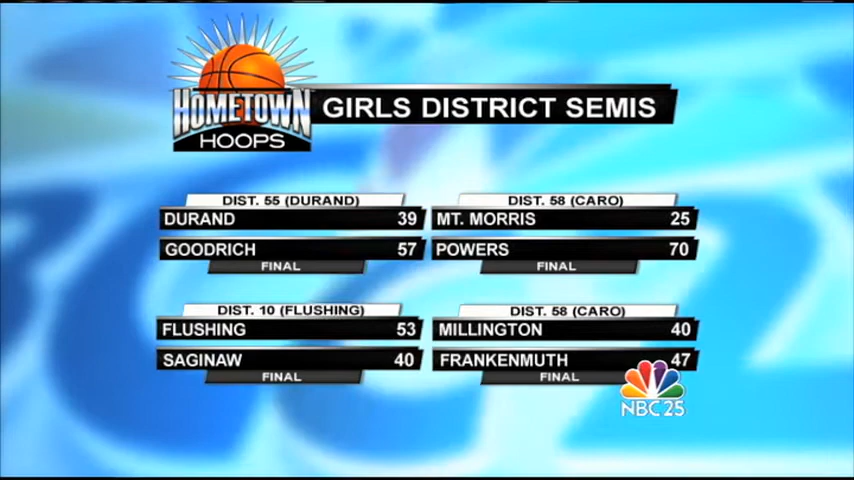 HOMETOWN
HOOPS
GIRLS DISTRICT SEMIS
DIST. 55 (DURAND)
DURAND 39
GOODRICH 57
FINAL
DIST. 58 (CARO)
MT. MORRIS 25
POWERS 70
FINAL
DIST. 10 (FLUSHING)
FLUSHING 53
SAGINAW 40
FINAL
DIST. 58 (CARO)
MILLINGTON 40
FRANKENMUTH 47
FINAL
NBC25